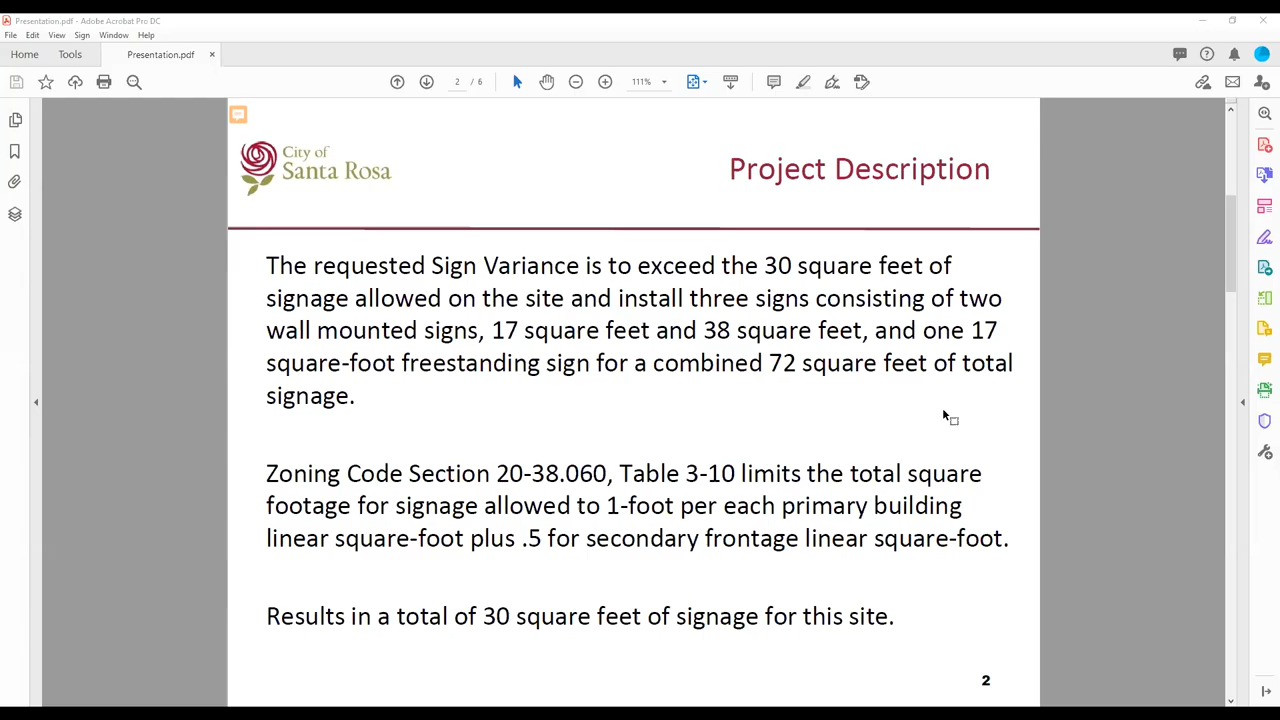 Presentation.pdf - Adobe Acrobat Pro DC
File Edit View Sign Window Help
Home Tools Presentation.pdf ×
2 / 6 111%
City of
Santa Rosa
Project Description
The requested Sign Variance is to exceed the 30 square feet of
signage allowed on the site and install three signs consisting of two
wall mounted signs, 17 square feet and 38 square feet, and one 17
square-foot freestanding sign for a combined 72 square feet of total
signage.
Zoning Code Section 20-38.060, Table 3-10 limits the total square
footage for signage allowed to 1-foot per each primary building
linear square-foot plus .5 for secondary frontage linear square-foot.
Results in a total of 30 square feet of signage for this site.
2